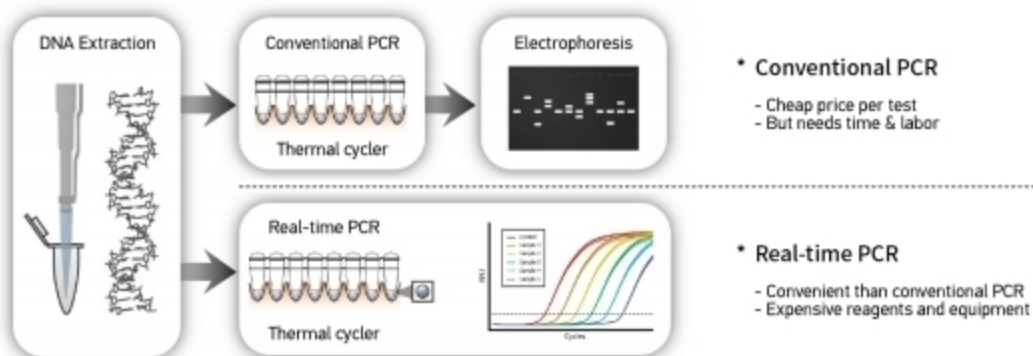 DNA Extraction
Conventional PCR
Thermal cycler
Electrophoresis
* Conventional PCR
- Cheap price per test
- But needs time & labor
Real-time PCR
Thermal cycler
Cycles
* Real-time PCR
- Convenient than conventional PCR
- Expensive reagents and equipment